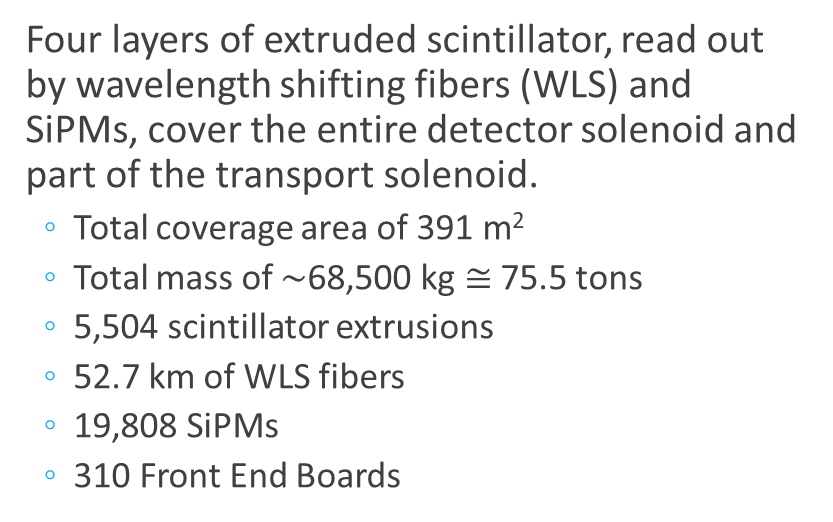 Four layers of extruded scintillator, read out
by wavelength shifting fibers (WLS) and
SiPMs, cover the entire detector solenoid and
part of the transport solenoid.
◦ Total coverage area of 391 m²
◦ Total mass of ~68,500 kg ≅ 75.5 tons
◦ 5,504 scintillator extrusions
◦ 52.7 km of WLS fibers
◦ 19,808 SiPMs
◦ 310 Front End Boards